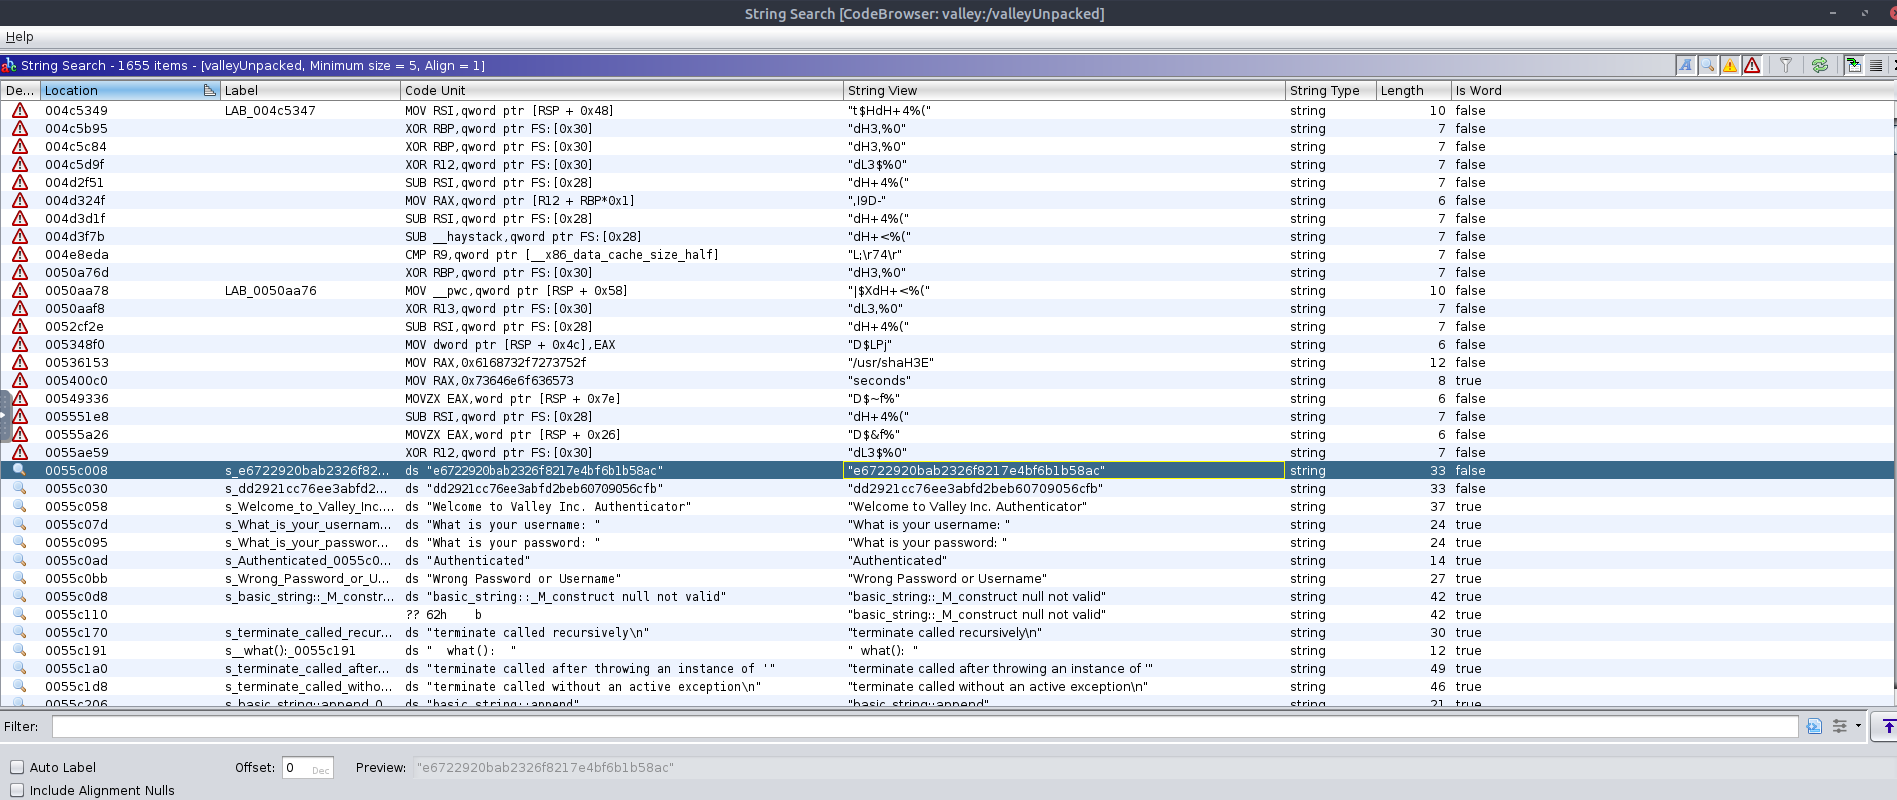 String Search [CodeBrowser: valley:/valleyUnpacked]
Help
String Search - 1655 items - [valleyUnpacked, Minimum size = 5, Align = 1]
De... Location Label Code Unit String View String Type Length Is Word
004c5349 LAB_004c5347 MOV RSI,qword ptr [RSP + 0x48] "t$HdH+4%(" string 10 false
004c5b95 XOR RBP,qword ptr FS:[0x30] "dH3,%0" string 7 false
004c5c84 XOR RBP,qword ptr FS:[0x30] "dH3,%0" string 7 false
004c5d9f XOR R12,qword ptr FS:[0x30] "dL3$%0" string 7 false
004d2f51 SUB RSI,qword ptr FS:[0x28] "dH+4%(" string 7 false
004d324f MOV RAX,qword ptr [R12 + RBP*0x1] ",I9D-" string 6 false
004d3d1f SUB RSI,qword ptr FS:[0x28] "dH+4%(" string 7 false
004d3f7b SUB __haystack,qword ptr FS:[0x28] "dH+<%(" string 7 false
004e8eda CMP R9,qword ptr [__x86_data_cache_size_half] "L;\r74\r" string 7 false
0050a76d XOR RBP,qword ptr FS:[0x30] "dH3,%0" string 7 false
0050aa78 LAB_0050aa76 MOV __pwc,qword ptr [RSP + 0x58] "|$XdH+<%(" string 10 false
0050aaf8 XOR R13,qword ptr FS:[0x30] "dL3,%0" string 7 false
0052cf2e SUB RSI,qword ptr FS:[0x28] "dH+4%(" string 7 false
005348f0 MOV dword ptr [RSP + 0x4c],EAX "D$LPj" string 6 false
00536153 MOV RAX,0x6168732f7273752f "/usr/shaH3E" string 12 false
005400c0 MOV RAX,0x73646e6f636573 "seconds" string 8 true
00549336 MOVZX EAX,word ptr [RSP + 0x7e] "D$~f%" string 6 false
005551e8 SUB RSI,qword ptr FS:[0x28] "dH+4%(" string 7 false
00555a26 MOVZX EAX,word ptr [RSP + 0x26] "D$&f%" string 6 false
0055ae59 XOR R12,qword ptr FS:[0x30] "dL3$%0" string 7 false
0055c008 s_e6722920bab2326f82... ds "e6722920bab2326f8217e4bf6b1b58ac" "e6722920bab2326f8217e4bf6b1b58ac" string 33 false
0055c030 s_dd2921cc76ee3abfd2... ds "dd2921cc76ee3abfd2beb60709056cfb" "dd2921cc76ee3abfd2beb60709056cfb" string 33 false
0055c058 s_Welcome_to_Valley_Inc.... ds "Welcome to Valley Inc. Authenticator" "Welcome to Valley Inc. Authenticator" string 37 true
0055c07d s_What_is_your_usernam... ds "What is your username: " "What is your username: " string 24 true
0055c095 s_What_is_your_passwor... ds "What is your password: " "What is your password: " string 24 true
0055c0ad s_Authenticated_0055c0... ds "Authenticated" "Authenticated" string 14 true
0055c0bb s_Wrong_Password_or_U... ds "Wrong Password or Username" "Wrong Password or Username" string 27 true
0055c0d8 s_basic_string::_M_constr... ds "basic_string::_M_construct null not valid" "basic_string::_M_construct null not valid" string 42 true
0055c110 ?? 62h b "basic_string::_M_construct null not valid" string 42 true
0055c170 s_terminate_called_recur... ds "terminate called recursively\n" "terminate called recursively\n" string 30 true
0055c191 s__what():_0055c191 ds "  what():  " "  what():  " string 12 true
0055c1a0 s_terminate_called_after... ds "terminate called after throwing an instance of '" "terminate called after throwing an instance of '" string 49 true
0055c1d8 s_terminate_called_witho... ds "terminate called without an active exception\n" "terminate called without an active exception\n" string 46 true
0055c206 s_basic_string::append_0... ds "basic_string::append" "basic_string::append" string 21 true
Filter:
Auto Label Offset: 0 Dec Preview: "e6722920bab2326f8217e4bf6b1b58ac"
Include Alignment Nulls